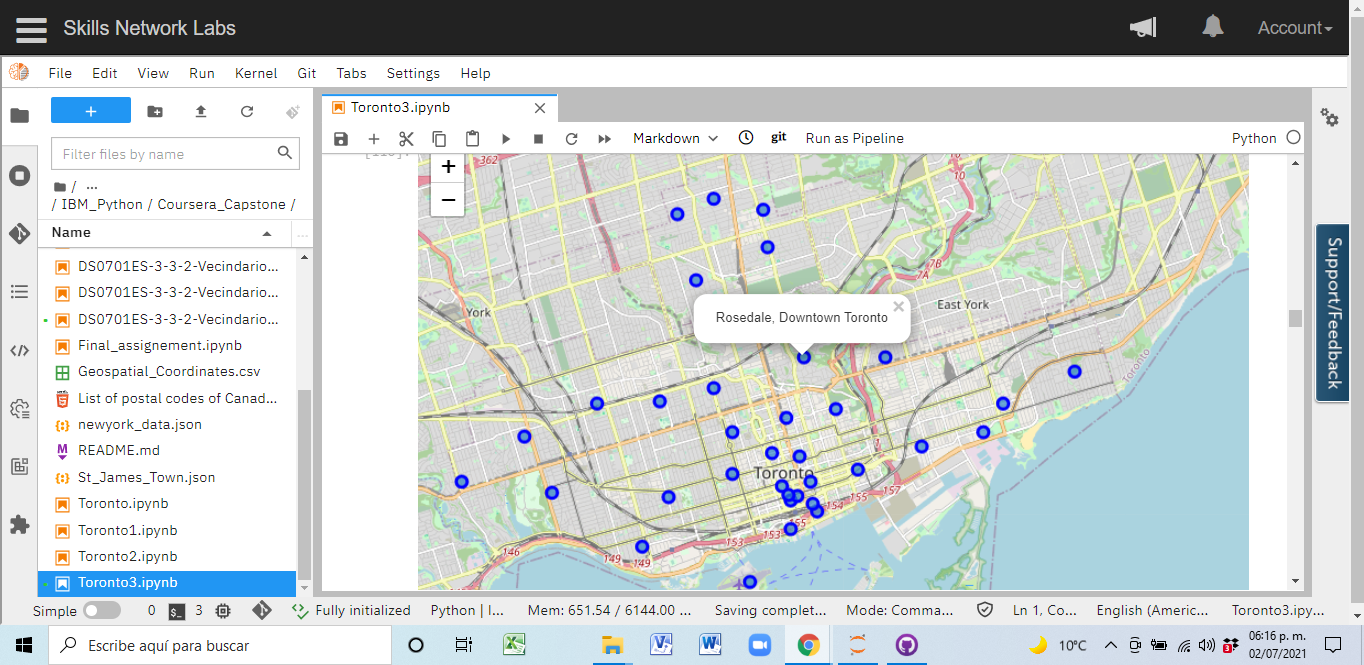 Skills Network Labs
Account
File Edit View Run Kernel Git Tabs Settings Help
Toronto3.ipynb
Filter files by name
Markdown
git
Run as Pipeline
Python
/ ...
/ IBM_Python / Coursera_Capstone /
Name
DS0701ES-3-3-2-Vecindario...
DS0701ES-3-3-2-Vecindario...
DS0701ES-3-3-2-Vecindario...
Final_assignement.ipynb
Geospatial_Coordinates.csv
List of postal codes of Canad...
newyork_data.json
README.md
St_James_Town.json
Toronto.ipynb
Toronto1.ipynb
Toronto2.ipynb
Toronto3.ipynb
+
−
362
10
7B
7A
York
East York
Rosedale, Downtown Toronto
×
Toronto
Toronto
157
155
154
155
153
153
149
149
146
Support/Feedback
Simple
0
3
Fully initialized
Python | I...
Mem: 651.54 / 6144.00 ...
Saving complet...
Mode: Comma...
Ln 1, Co...
English (Americ...
Toronto3.ipy...
Escribe aquí para buscar
10°C
3
06:16 p. m.
02/07/2021